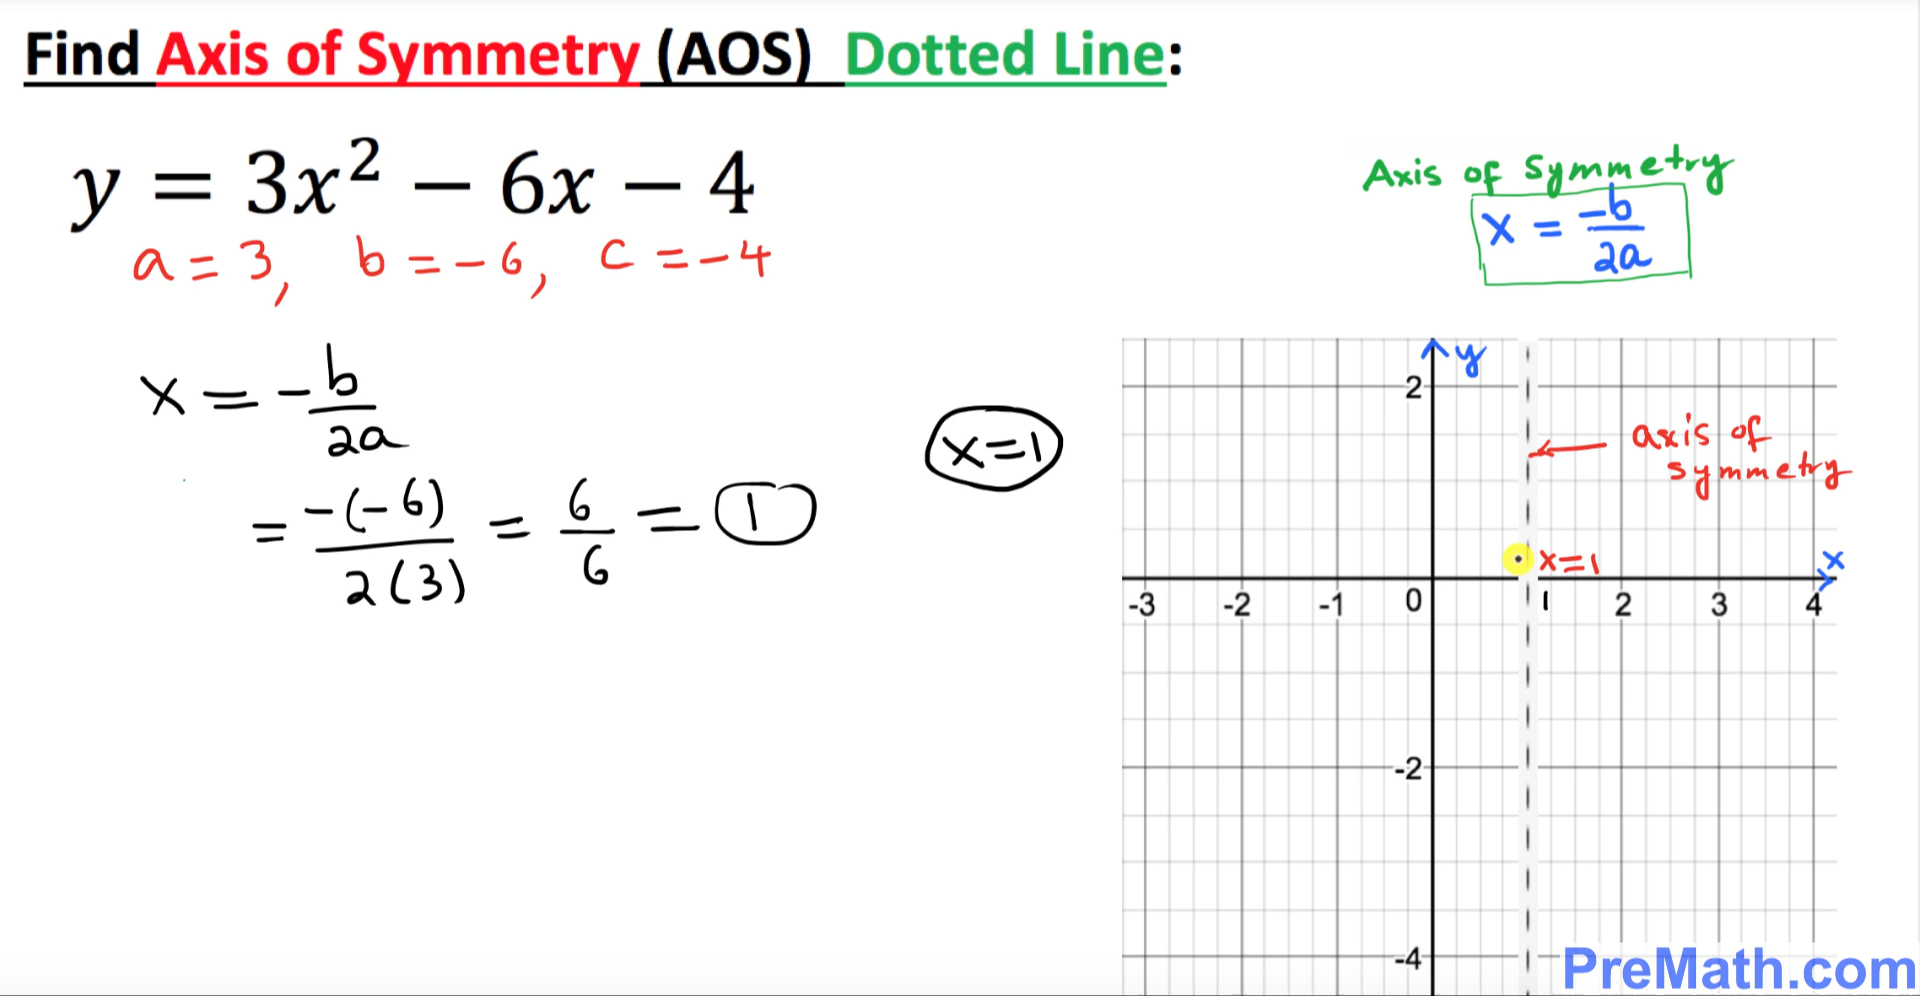 Find Axis of Symmetry (AOS) Dotted Line:
y = 3x² − 6x − 4
a = 3, b = −6, c = −4
Axis of Symmetry
x = −b/2a
x = −b/2a
= −(−6)/2(3) = 6/6 = 1
x=1
y
2
axis of
symmetry
x=1
x
-3 -2 -1 0 1 2 3 4
-2
-4
PreMath.com